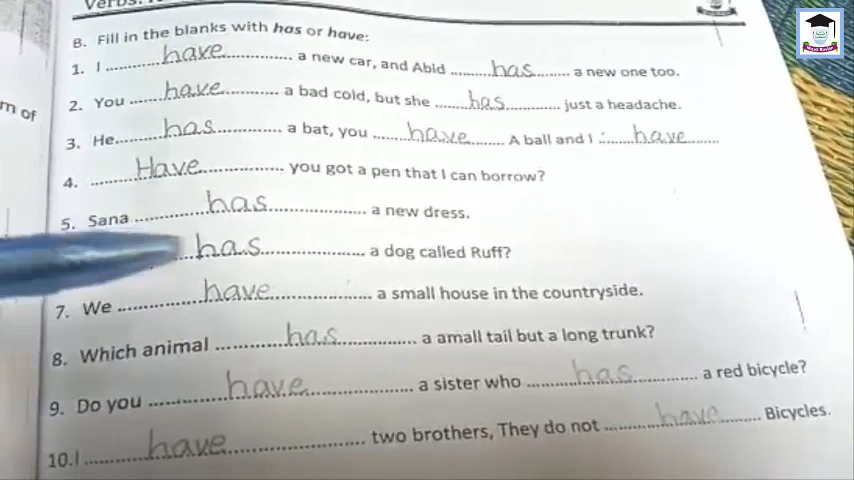 B. Fill in the blanks with has or have:
1. I have a new car, and Abid has a new one too.
2. You have a bad cold, but she has just a headache.
3. He has a bat, you have A ball and I : have
4. Have you got a pen that I can borrow?
5. Sana has a new dress.
has a dog called Ruff?
7. We have a small house in the countryside.
8. Which animal has a amall tail but a long trunk?
9. Do you have a sister who has a red bicycle?
10.I have two brothers, They do not have Bicycles.
m of